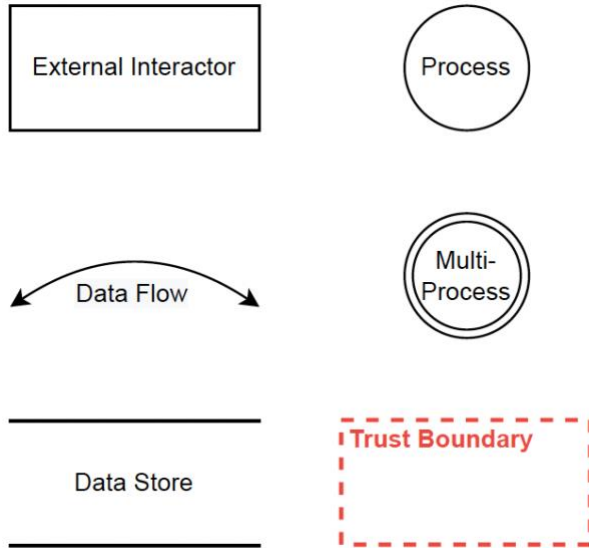 External Interactor
Process
Data Flow
Multi-
Process
Data Store
Trust Boundary